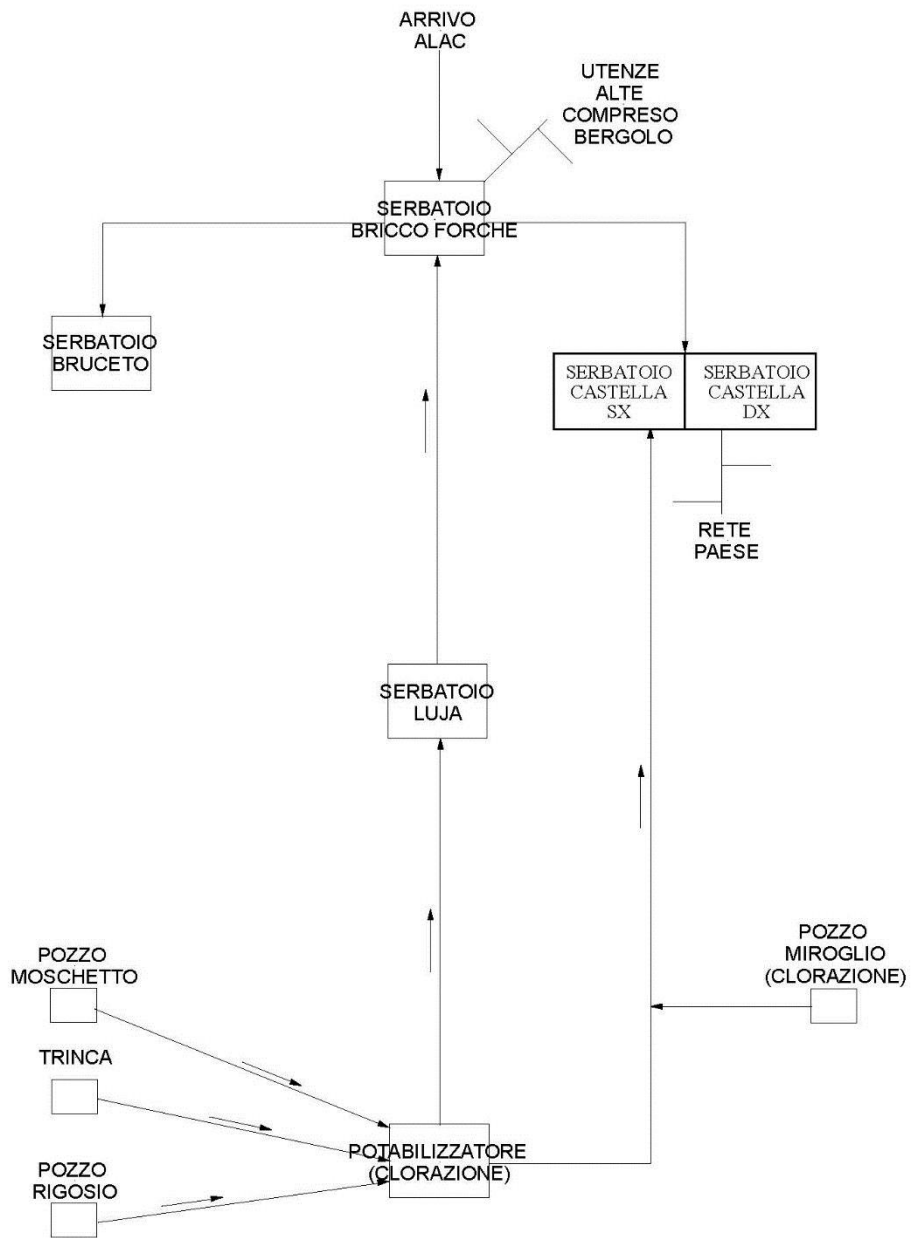 ARRIVO
ALAC
UTENZE
ALTE
COMPRESO
BERGOLO
SERBATOIO
BRICCO FORCHE
SERBATOIO
BRUCETO
SERBATOIO
CASTELLA
SX
SERBATOIO
CASTELLA
DX
RETE
PAESE
SERBATOIO
LUJA
POZZO
MOSCHETTO
POZZO
MIROGLIO
(CLORAZIONE)
TRINCA
POTABILIZZATORE
(CLORAZIONE)
POZZO
RIGOSIO